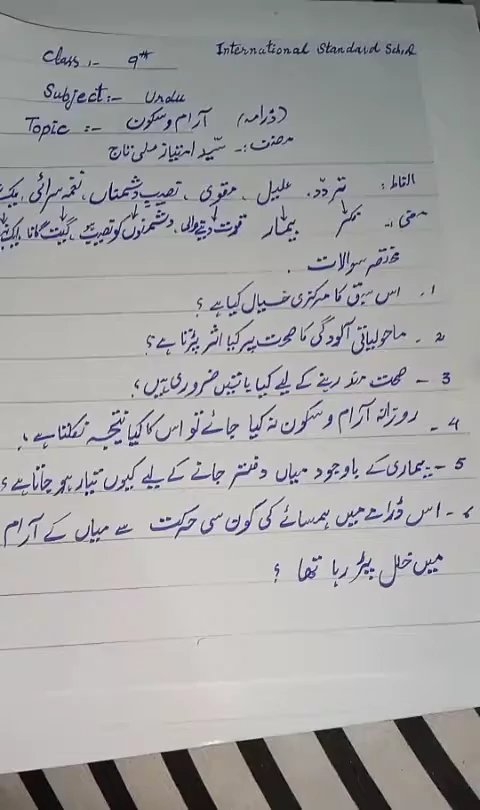 International Standard School
Class :- 9th
Subject :- Urdu
Topic :- آرام و سکون (ڈرامہ)
مصنف :- سیّد امتیاز علی تاج
الفاظ : تردّد، علیل، مقوی، نصیبِ دشمناں، نغمہ سرائی،
معنی :- فکر بیمار قوت دینے والی، دشمنوں کو نصیب، گیت گانا
مختصر سوالات .
1. اس سبق کا مرکزی خیال کیا ہے ؟
2. ماحولیاتی آلودگی کا صحت پر کیا اثر پڑتا ہے ؟
3 - صحت مند رہنے کے لیے کیا باتیں ضروری ہیں ؟
4 - روزانہ آرام و سکون نہ کیا جائے تو اس کا کیا نتیجہ نکلتا ہے ؟
5 - بیماری کے باوجود میاں دفتر جانے کے لیے کیوں تیار ہو جاتا ہے ؟
- اس ڈرامے میں ہمسائے کی کون سی حرکت سے میاں کے آرام
میں خلل پڑ رہا تھا ؟